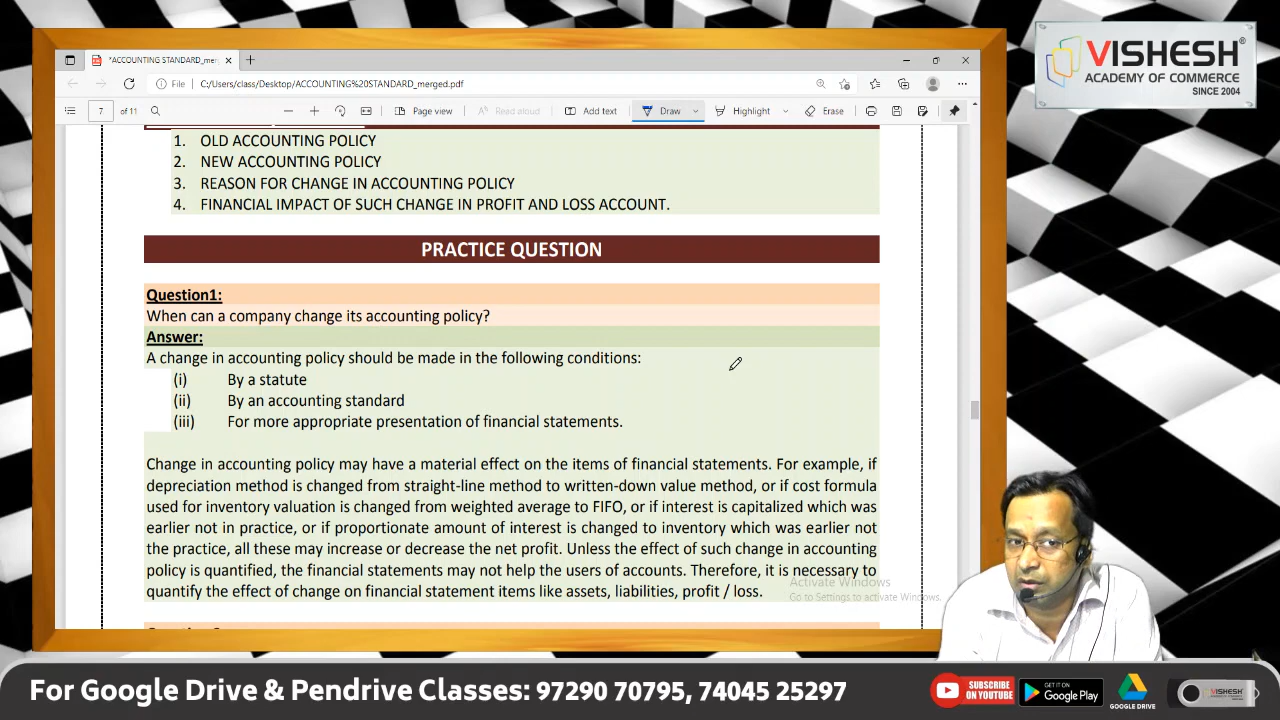 *ACCOUNTING STANDARD_mer
File C:/Users/class/Desktop/ACCOUNTING%20STANDARD_merged.pdf
7 of 11 Page view Read aloud Add text Draw Highlight Erase
1. OLD ACCOUNTING POLICY
2. NEW ACCOUNTING POLICY
3. REASON FOR CHANGE IN ACCOUNTING POLICY
4. FINANCIAL IMPACT OF SUCH CHANGE IN PROFIT AND LOSS ACCOUNT.
PRACTICE QUESTION
Question1:
When can a company change its accounting policy?
Answer:
A change in accounting policy should be made in the following conditions:
(i) By a statute
(ii) By an accounting standard
(iii) For more appropriate presentation of financial statements.
Change in accounting policy may have a material effect on the items of financial statements. For example, if
depreciation method is changed from straight-line method to written-down value method, or if cost formula
used for inventory valuation is changed from weighted average to FIFO, or if interest is capitalized which was
earlier not in practice, or if proportionate amount of interest is changed to inventory which was earlier not
the practice, all these may increase or decrease the net profit. Unless the effect of such change in accounting
policy is quantified, the financial statements may not help the users of accounts. Therefore, it is necessary to
quantify the effect of change on financial statement items like assets, liabilities, profit / loss.
Activate Windows
Go to Settings to activate Windows.
VISHESH®
ACADEMY OF COMMERCE
SINCE 2004
For Google Drive & Pendrive Classes: 97290 70795, 74045 25297
SUBSCRIBE
ON YOUTUBE
GET IT ON
Google Play
GOOGLE DRIVE
VISHESH